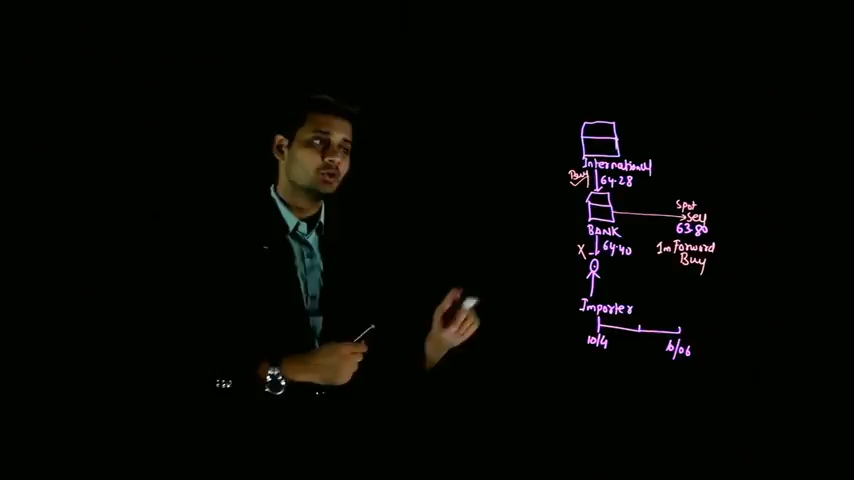 International
Buy 64.28
Spot
Sell
63.80
BANK
1m Forward
Buy
X 64.40
Importer
10/4
10/06